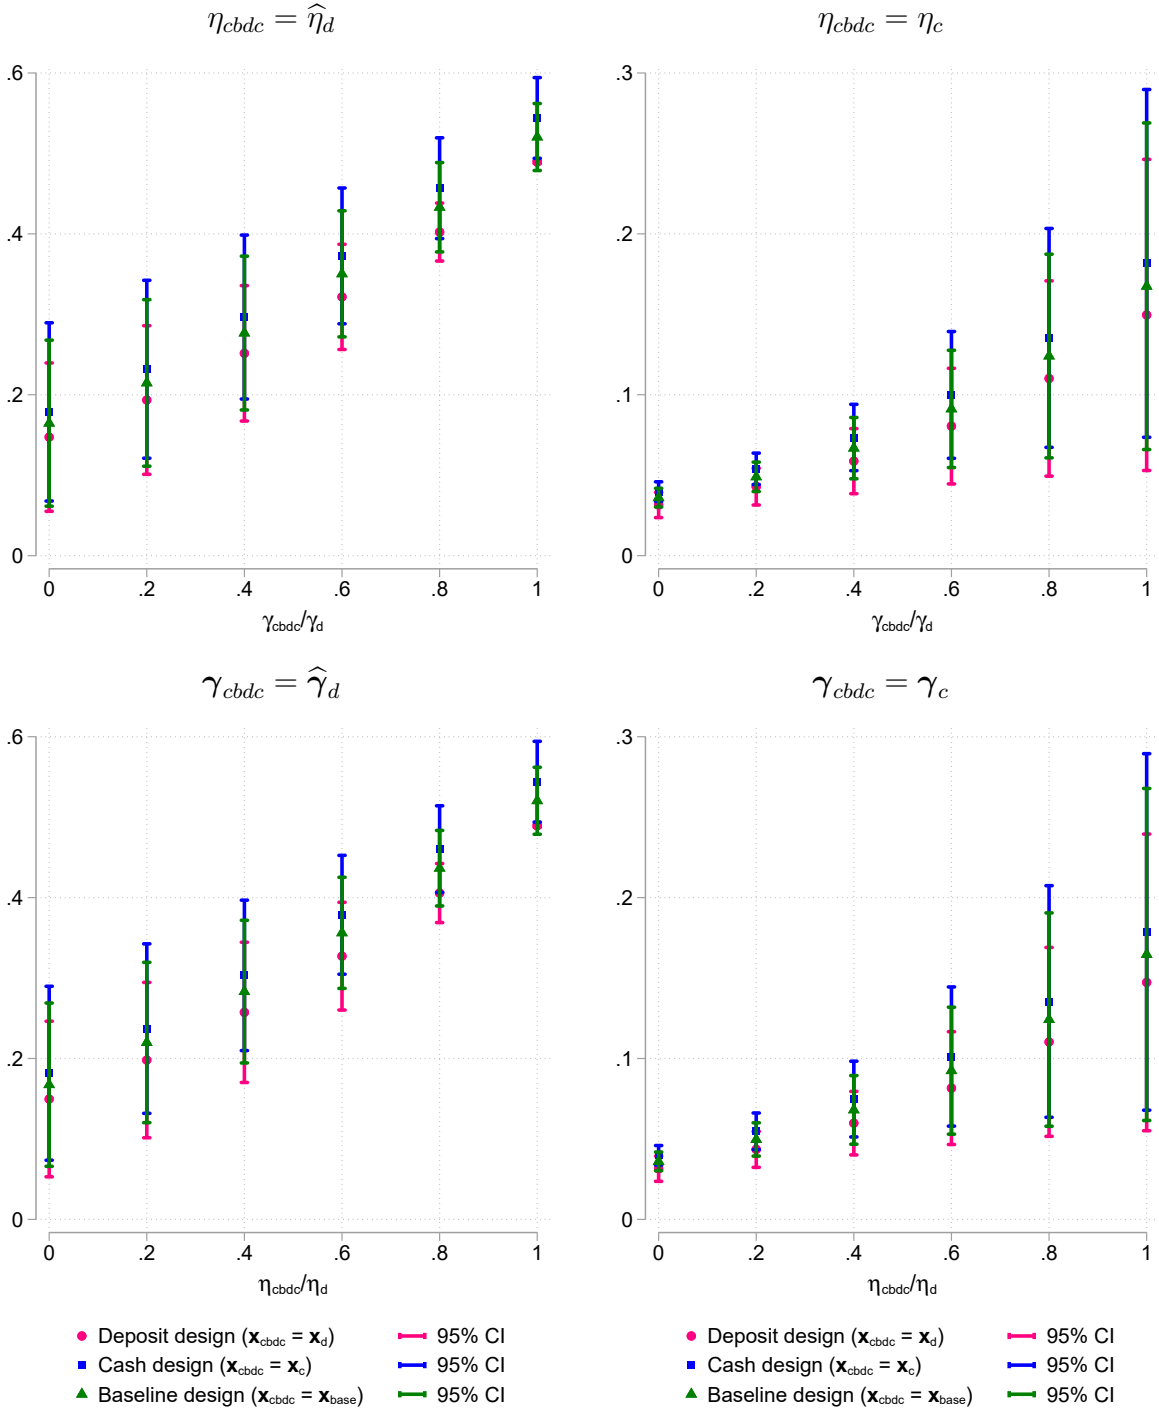 η_cbdc = η̂_d
η_cbdc = η_c
.6
.4
.2
0
0 .2 .4 .6 .8 1
γ_cbdc/γ_d
.3
.2
.1
0
0 .2 .4 .6 .8 1
γ_cbdc/γ_d
γ_cbdc = γ̂_d
γ_cbdc = γ_c
.6
.4
.2
0
0 .2 .4 .6 .8 1
η_cbdc/η_d
.3
.2
.1
0
0 .2 .4 .6 .8 1
η_cbdc/η_d
Deposit design (x_cbdc = x_d) 95% CI
Cash design (x_cbdc = x_c) 95% CI
Baseline design (x_cbdc = x_base) 95% CI
Deposit design (x_cbdc = x_d) 95% CI
Cash design (x_cbdc = x_c) 95% CI
Baseline design (x_cbdc = x_base) 95% CI